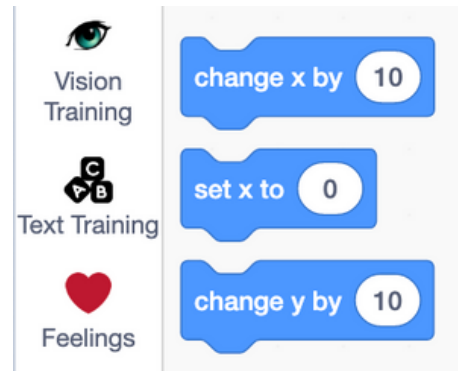 Vision
Training
C
A B
Text Training
Feelings
change x by 10
set x to 0
change y by 10